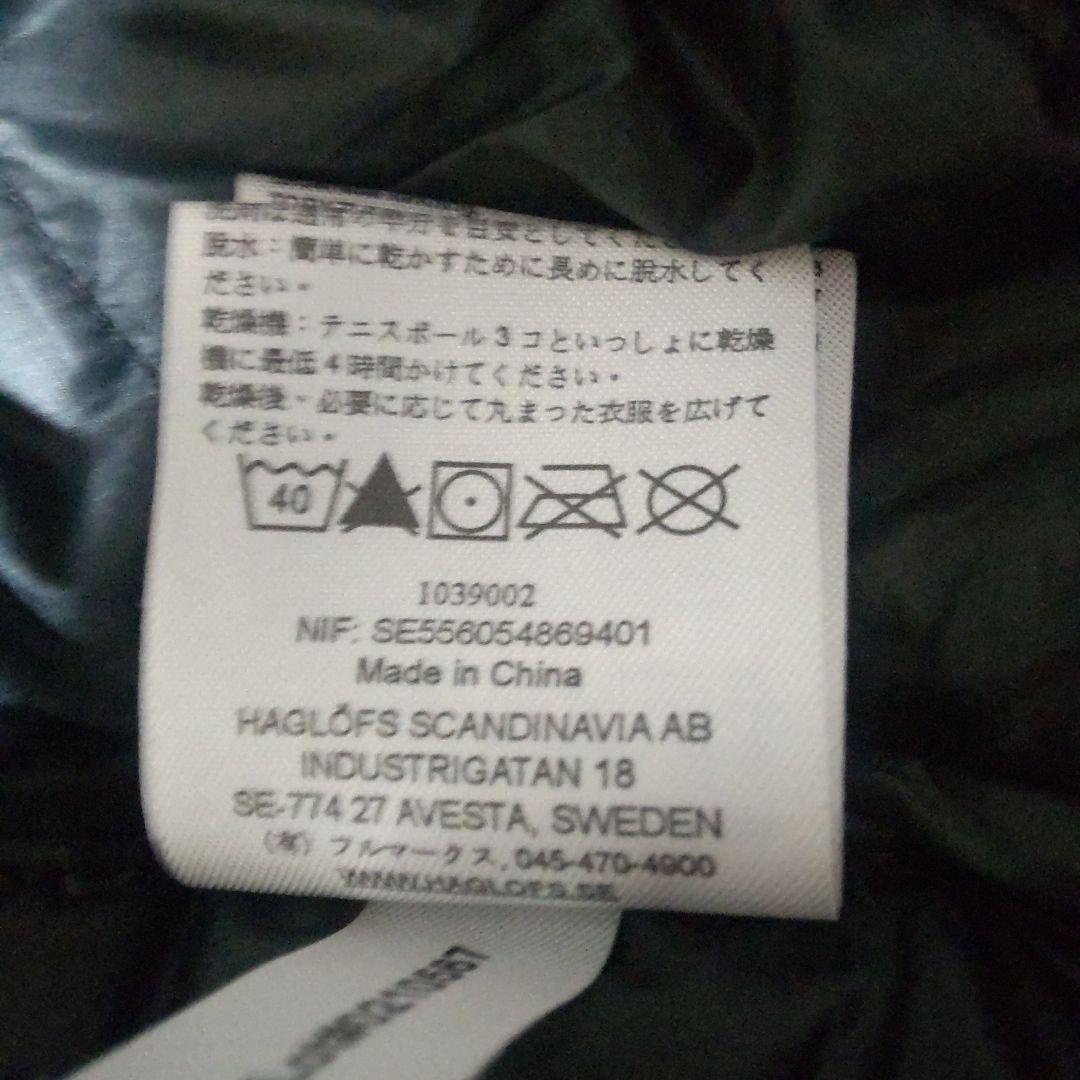 脱水：簡単に乾かすために長めに脱水してく
ださい。
乾燥機：テニスボール3コといっしょに乾燥
機に最低4時間かけてください。
乾燥後、必要に応じて丸まった衣服を広げて
ください。
40
1039002
NIF: SE556054869401
Made in China
HAGLÖFS SCANDINAVIA AB
INDUSTRIGATAN 18
SE-774 27 AVESTA, SWEDEN
(有) フルマークス, 045-470-4900
WWW.HAGLOFS.SE